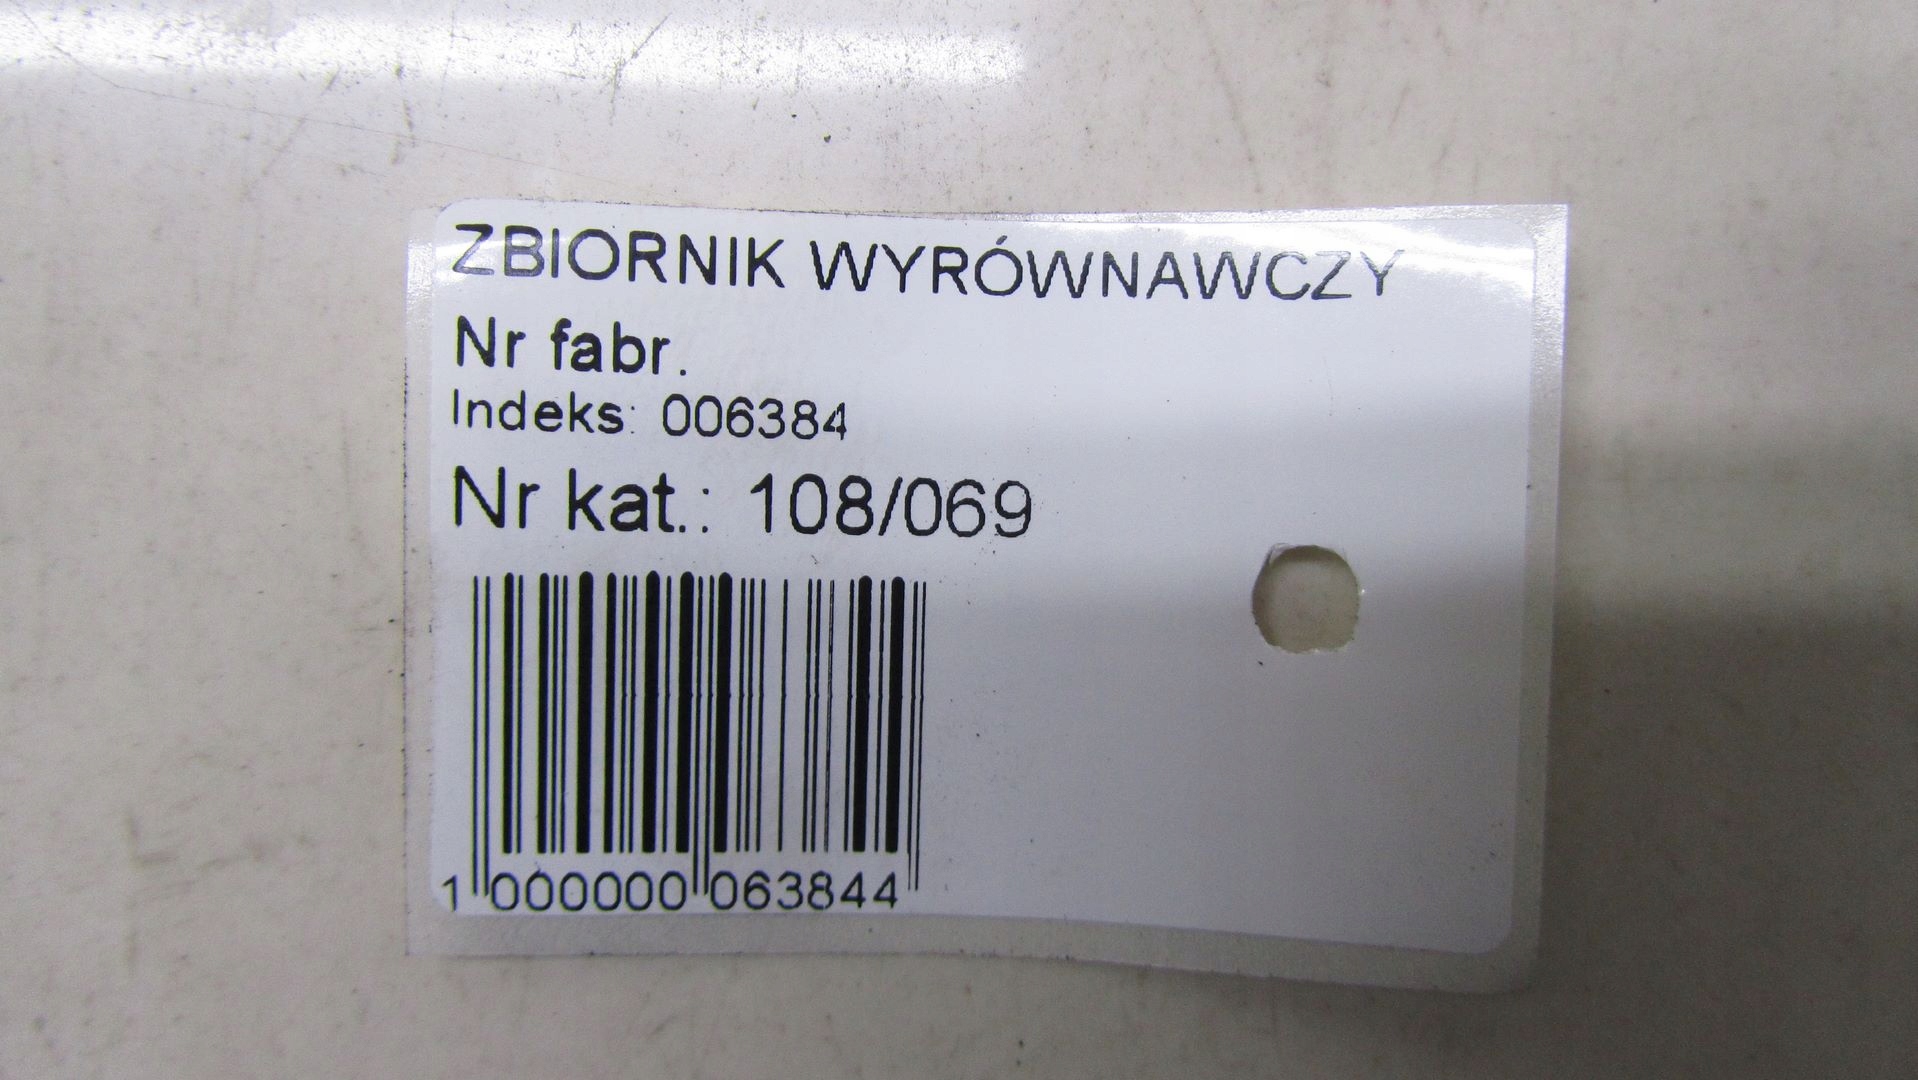 ZBIORNIK WYRÓWNAWCZY
Nr fabr.
Indeks: 006384
Nr kat.: 108/069
1 000000 063844